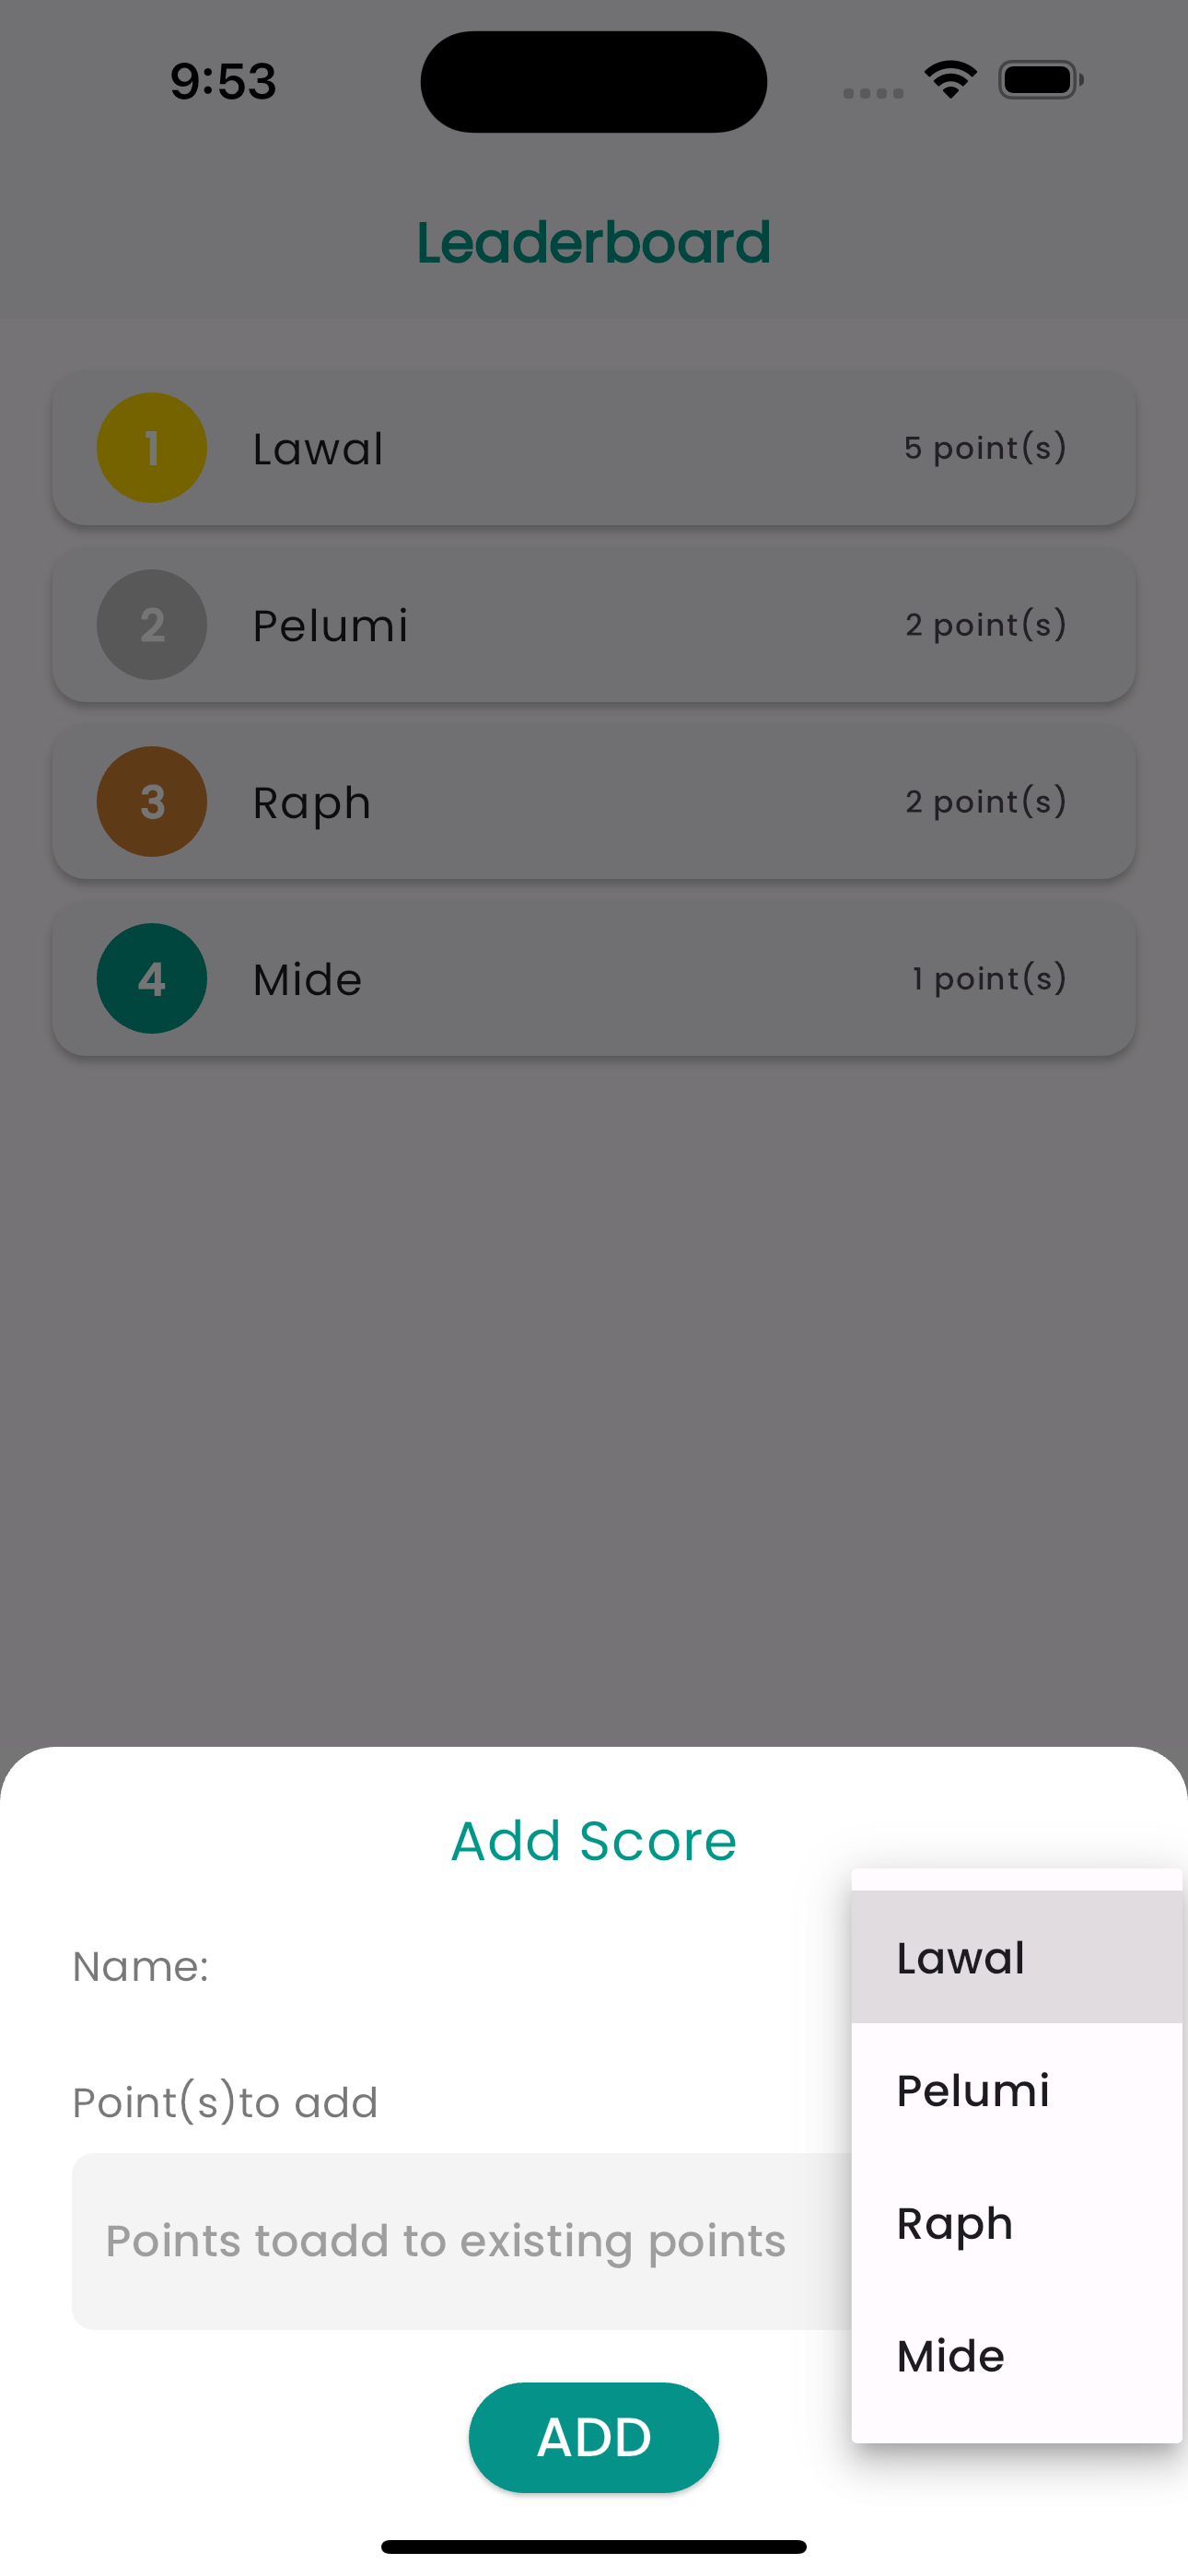 9:53
Leaderboard
1 Lawal 5 point(s)
2 Pelumi 2 point(s)
3 Raph 2 point(s)
4 Mide 1 point(s)
Add Score
Name:
Lawal
Pelumi
Raph
Mide
Point(s)to add
Points toadd to existing points
ADD